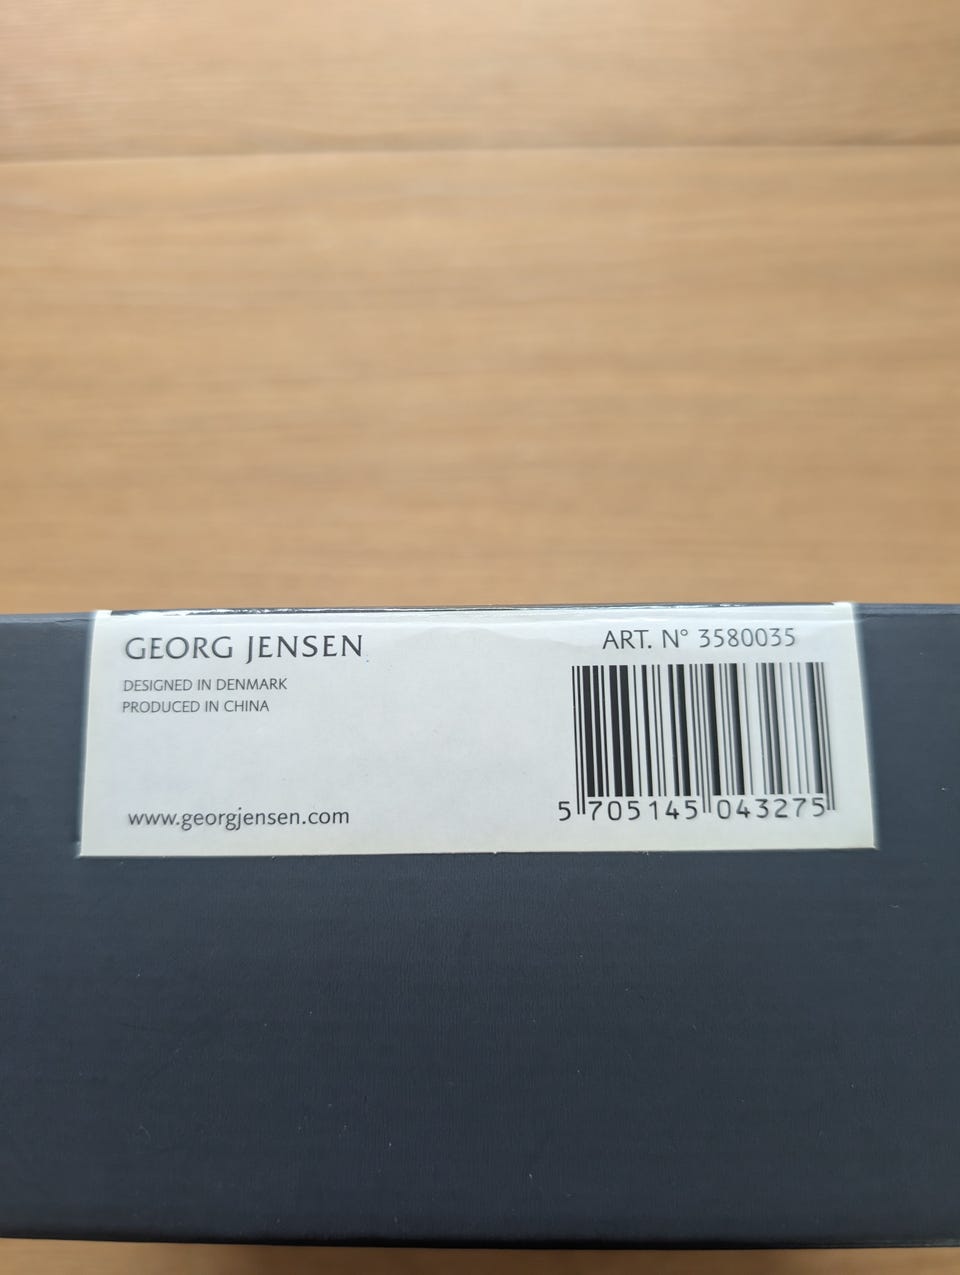 GEORG JENSEN
DESIGNED IN DENMARK
PRODUCED IN CHINA
www.georgjensen.com
ART. N° 3580035
5 705145 043275